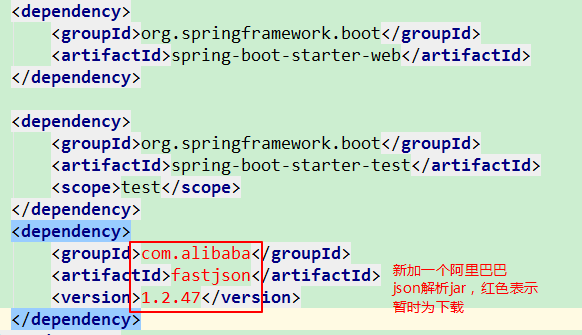 <dependency>
<groupId>org.springframework.boot</groupId>
<artifactId>spring-boot-starter-web</artifactId>
</dependency>
<dependency>
<groupId>org.springframework.boot</groupId>
<artifactId>spring-boot-starter-test</artifactId>
<scope>test</scope>
</dependency>
<dependency>
<groupId>com.alibaba</groupId>
<artifactId>fastjson</artifactId>
<version>1.2.47</version>
</dependency>
新加一个阿里巴巴
json解析jar，红色表示
暂时为下载